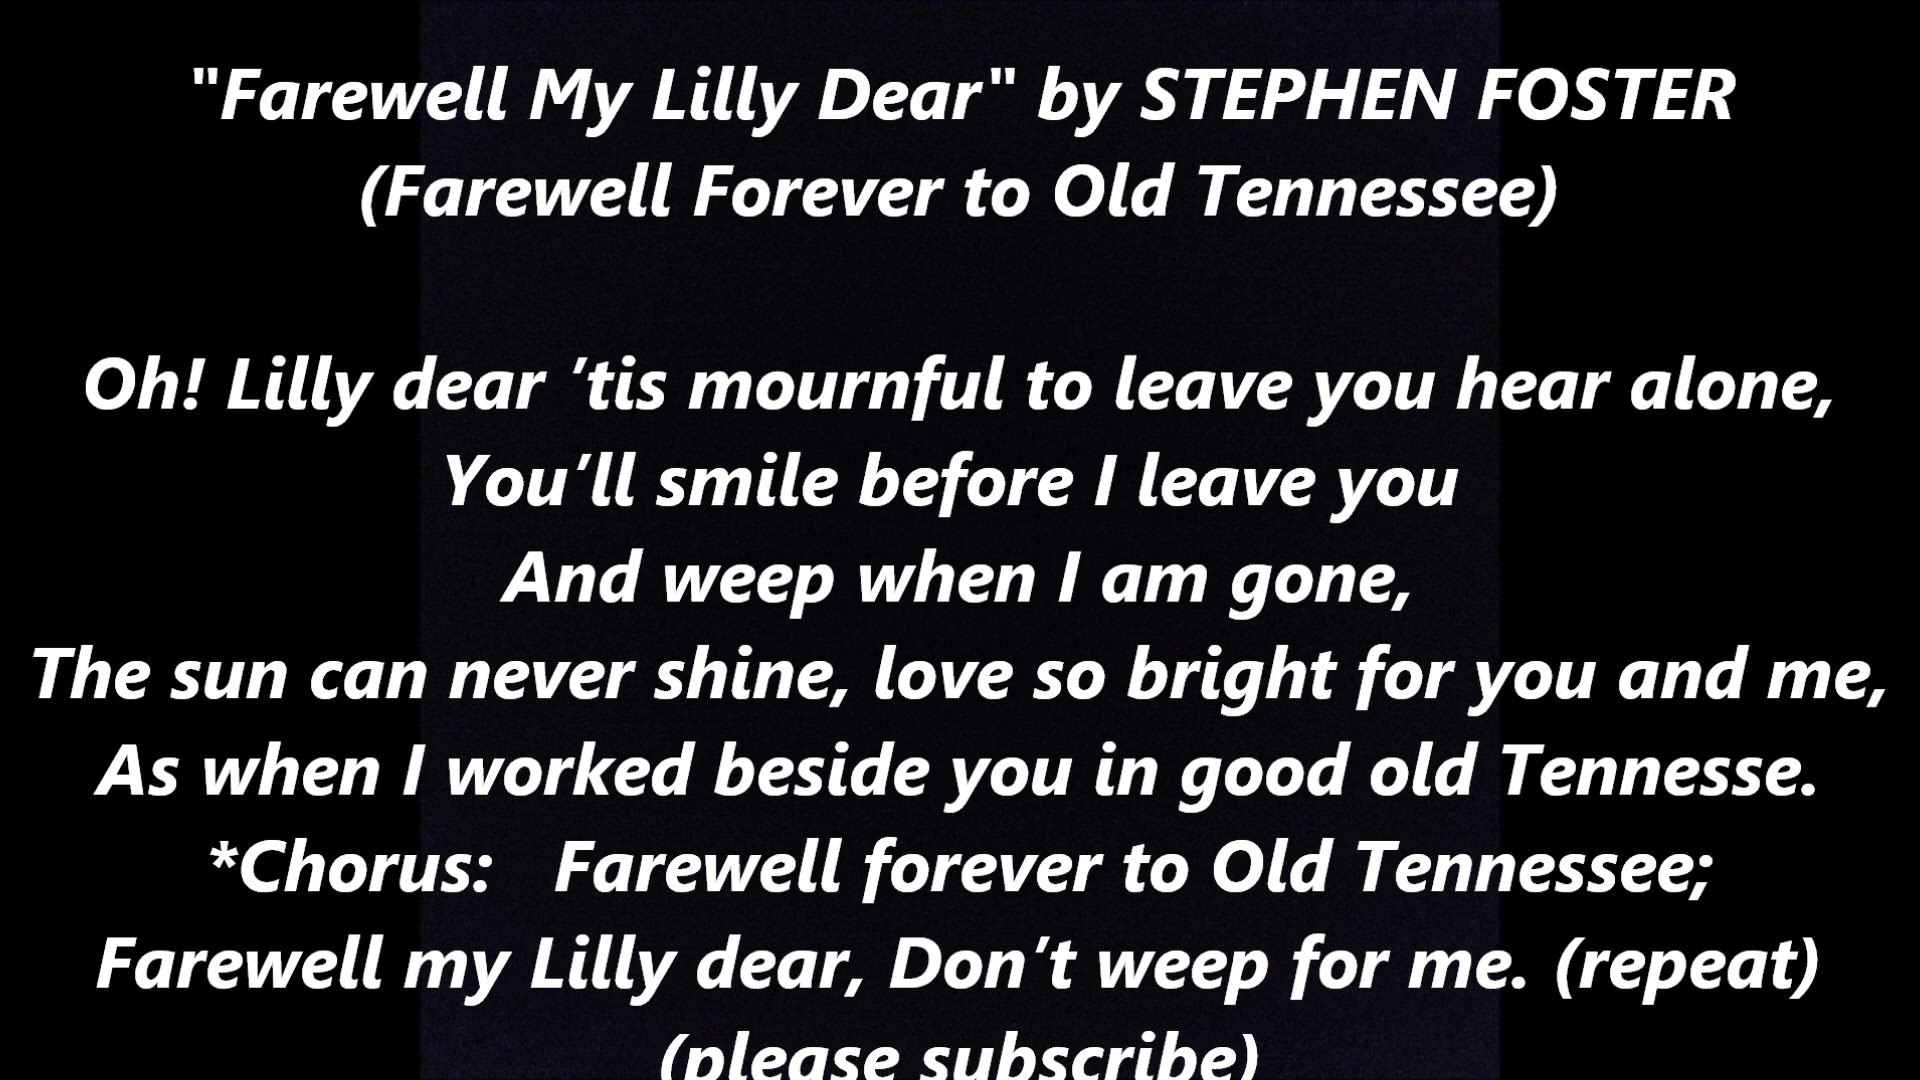 "Farewell My Lilly Dear" by STEPHEN FOSTER
(Farewell Forever to Old Tennessee)
Oh! Lilly dear ’tis mournful to leave you hear alone,
You’ll smile before I leave you
And weep when I am gone,
The sun can never shine, love so bright for you and me,
As when I worked beside you in good old Tennesse.
*Chorus:   Farewell forever to Old Tennessee;
Farewell my Lilly dear, Don’t weep for me. (repeat)
(please subscribe)